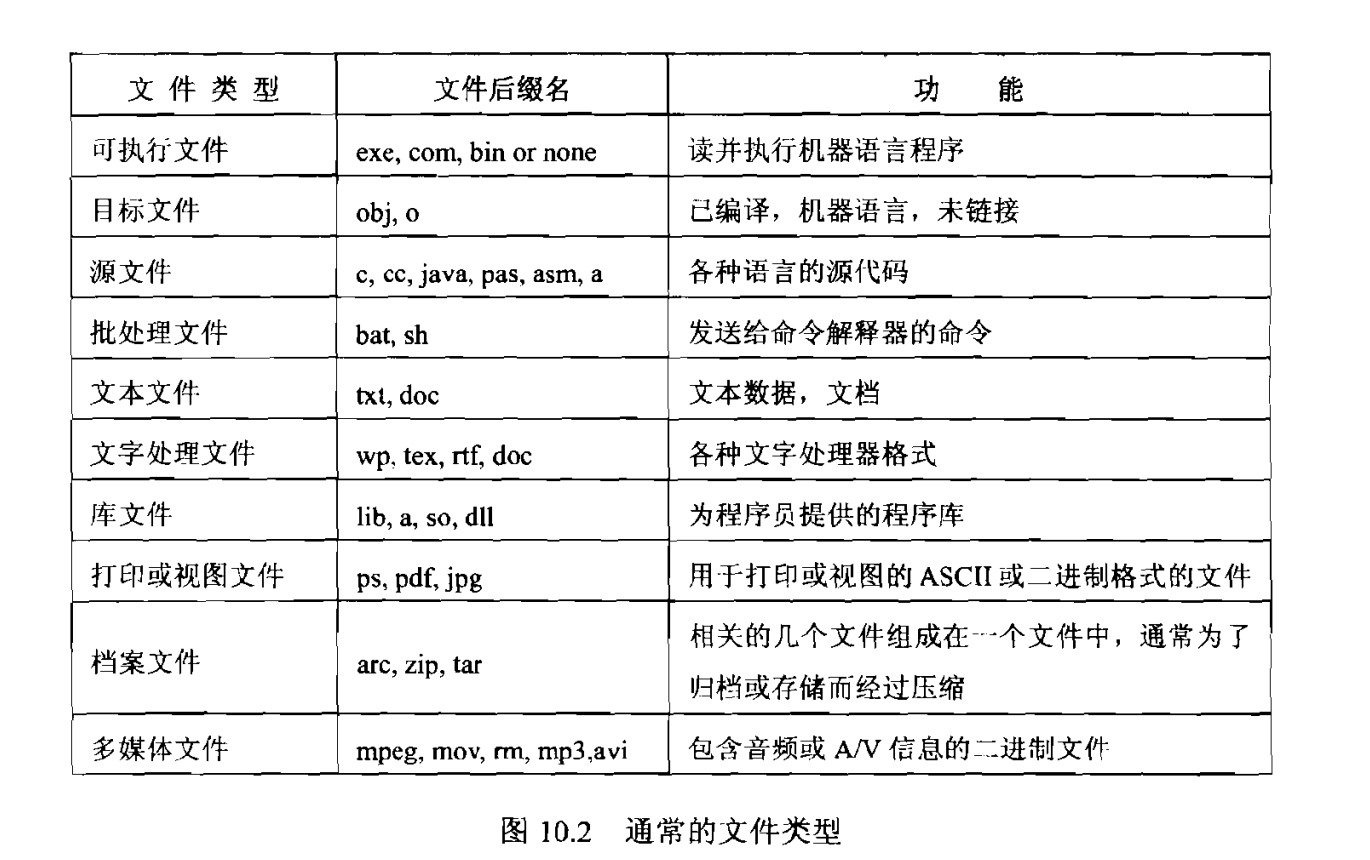 文件类型 文件后缀名 功能
可执行文件 exe, com, bin or none 读并执行机器语言程序
目标文件 obj, o 已编译，机器语言，未链接
源文件 c, cc, java, pas, asm, a 各种语言的源代码
批处理文件 bat, sh 发送给命令解释器的命令
文本文件 txt, doc 文本数据，文档
文字处理文件 wp, tex, rtf, doc 各种文字处理器格式
库文件 lib, a, so, dll 为程序员提供的程序库
打印或视图文件 ps, pdf, jpg 用于打印或视图的 ASCII 或二进制格式的文件
档案文件 arc, zip, tar 相关的几个文件组成在一个文件中，通常为了
归档或存储而经过压缩
多媒体文件 mpeg, mov, rm, mp3,avi 包含音频或 A/V 信息的二进制文件
图 10.2 通常的文件类型